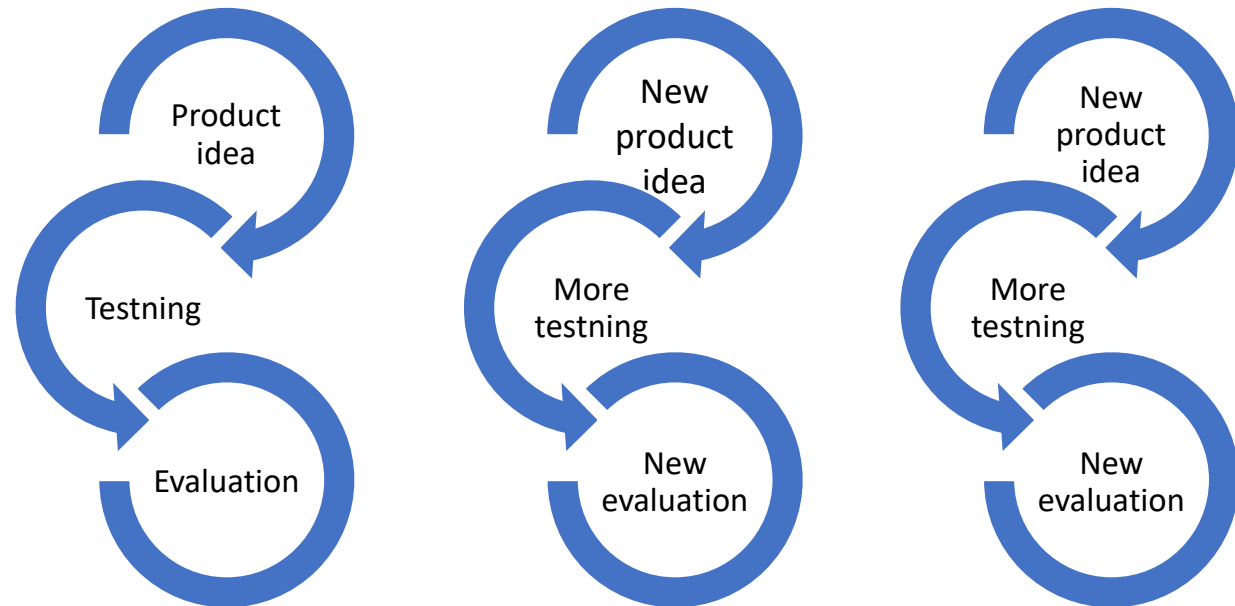 Product
idea
Testning
Evaluation
New
product
idea
More
testning
New
evaluation
New
product
idea
More
testning
New
evaluation